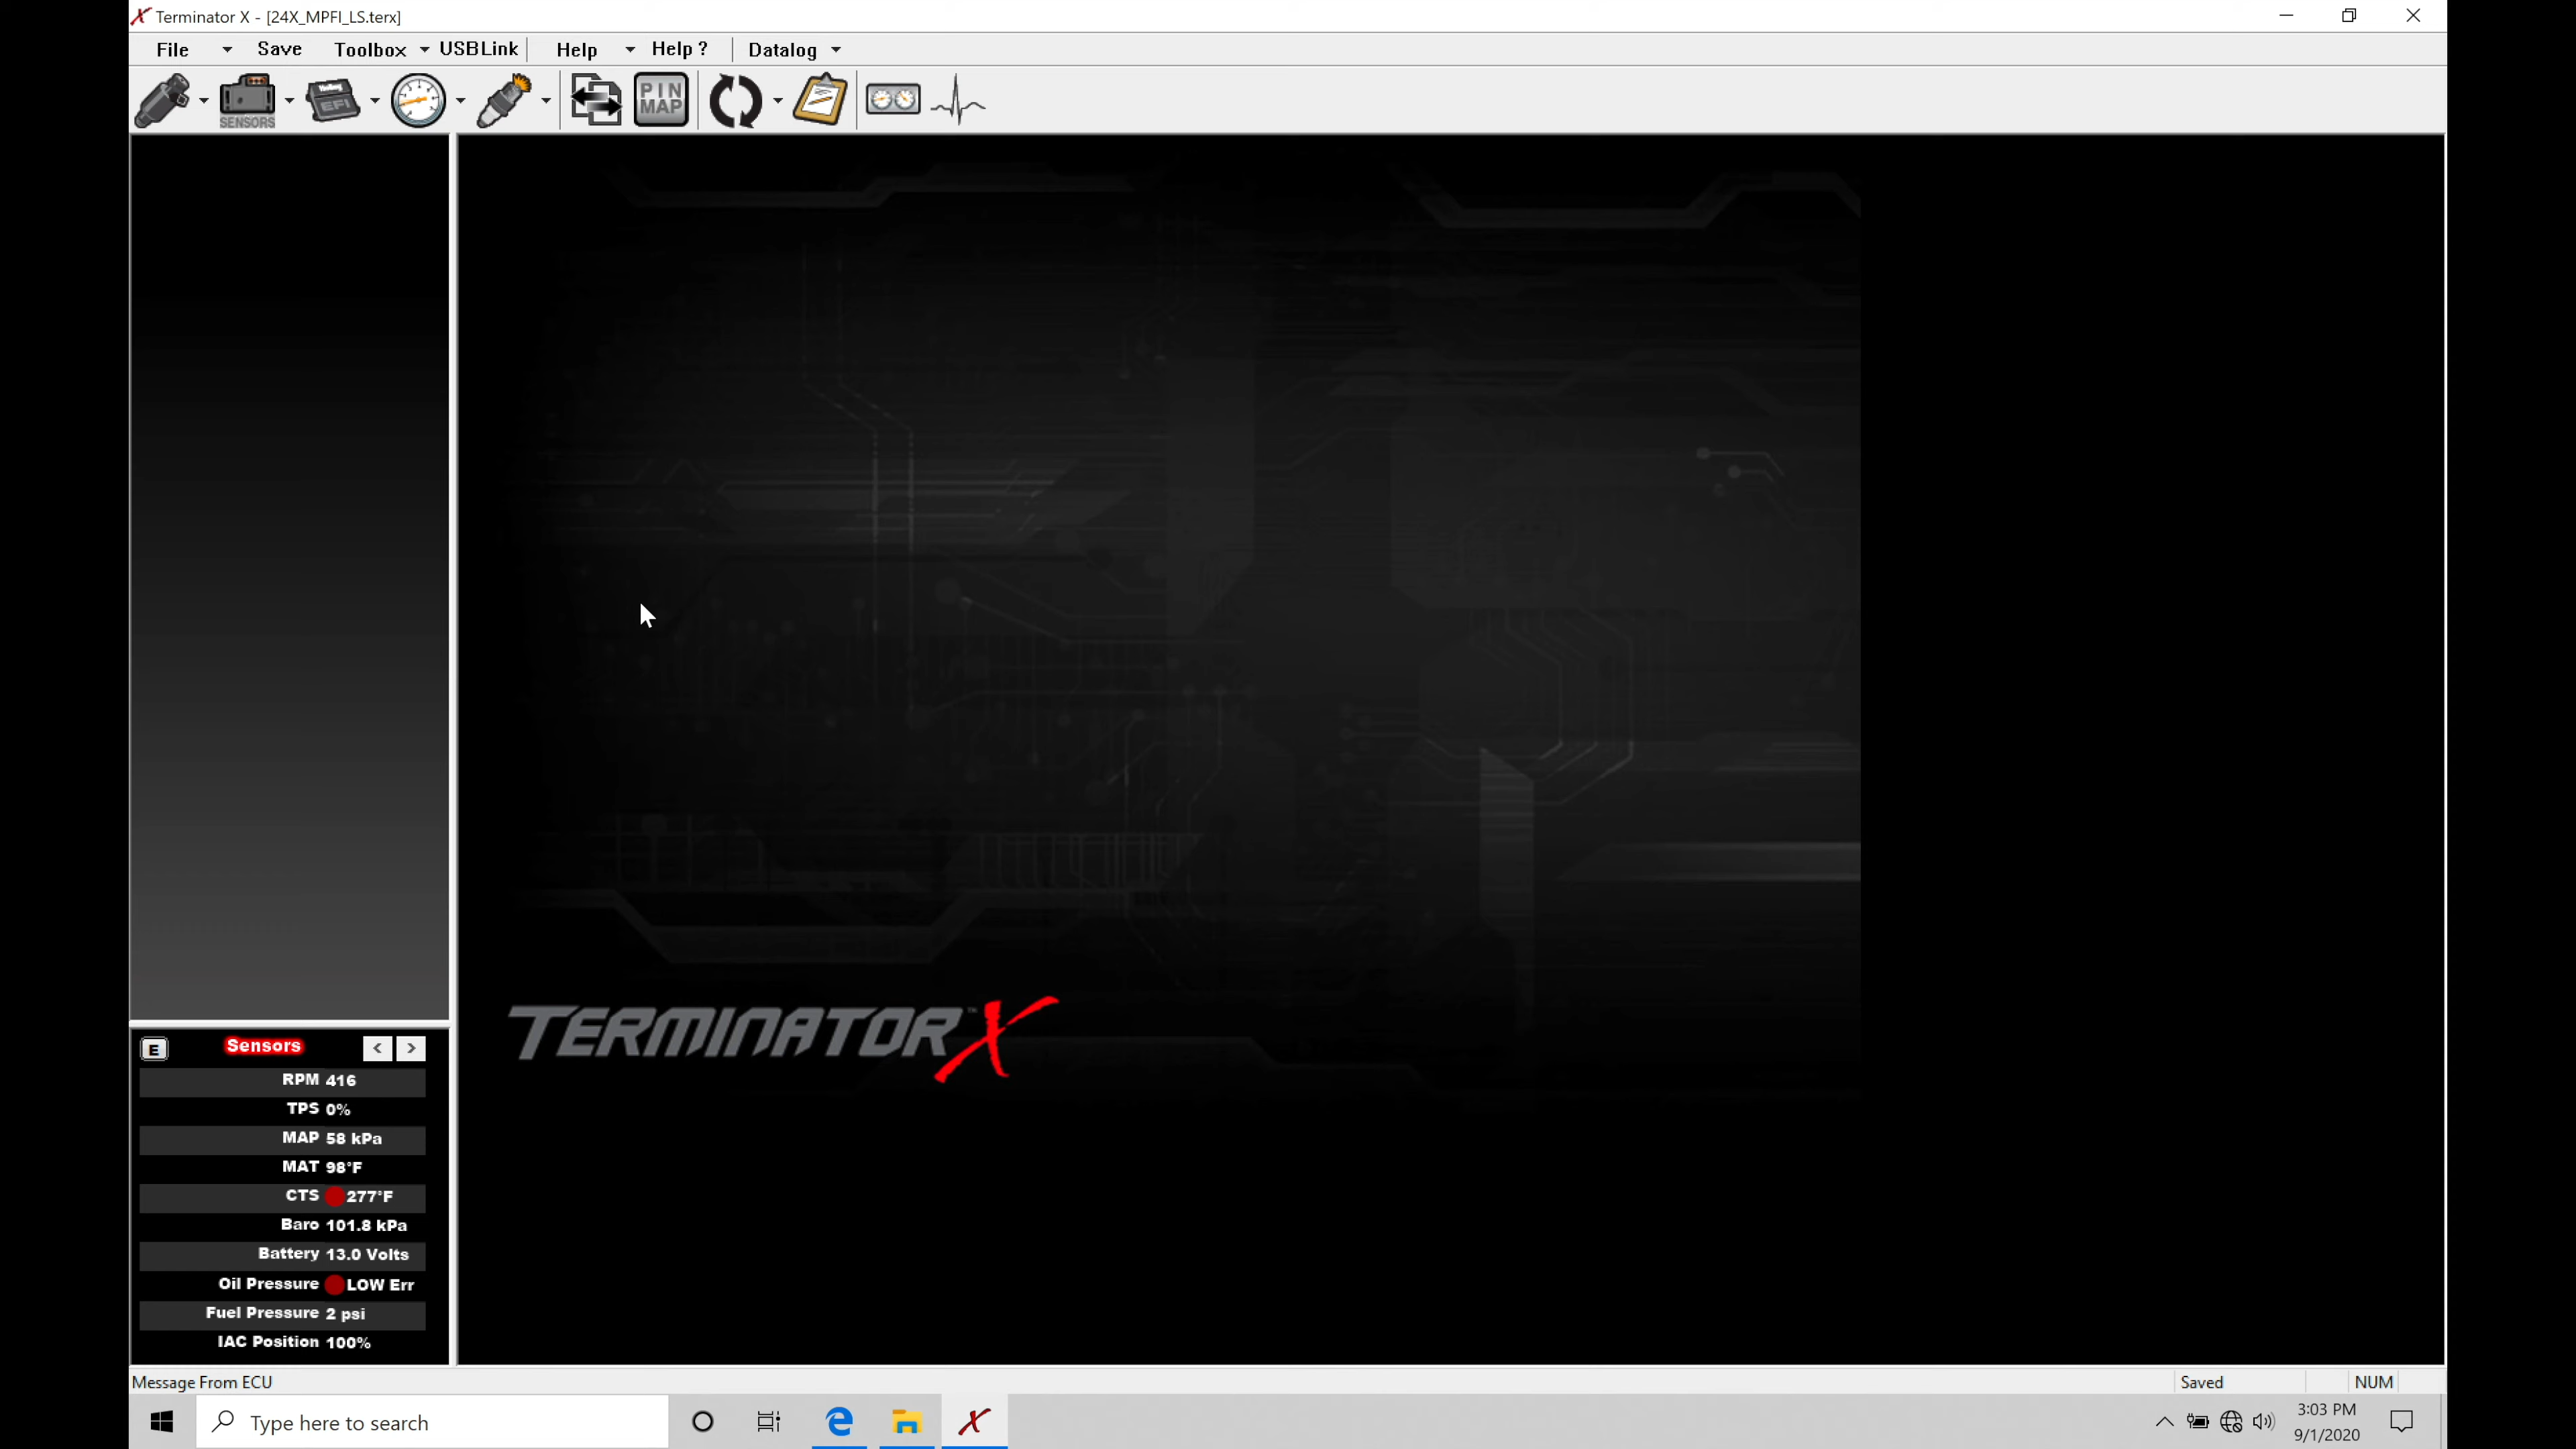 Terminator X - [24X_MPFI_LS.terx]
File Save Toolbox USBLink Help Help ? Datalog
SENSORS
Holley
EFI
PIN
MAP
TERMINATOR X
™
E Sensors < >
RPM 416
TPS 0%
MAP 58 kPa
MAT 98°F
CTS 277°F
Baro 101.8 kPa
Battery 13.0 Volts
Oil Pressure LOW Err
Fuel Pressure 2 psi
IAC Position 100%
Message From ECU
Saved
NUM
Type here to search
3:03 PM
9/1/2020